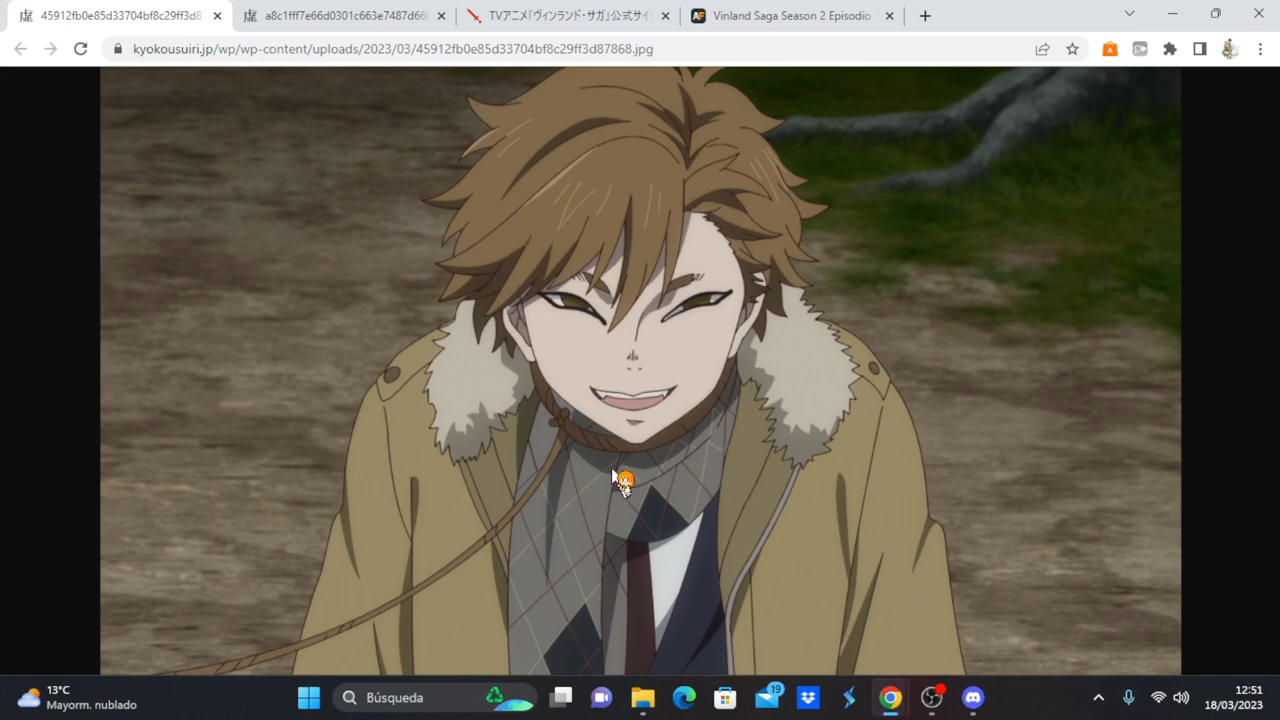 45912fb0e85d33704bf8c29ff3d87
a8c1fff7e66d0301c663e7487d66
TVアニメ「ヴィンランド・サガ」公式サイ
Vinland Saga Season 2 Episodio
kyokousuiri.jp/wp/wp-content/uploads/2023/03/45912fb0e85d33704bf8c29ff3d87868.jpg
13°C
Mayorm. nublado
Búsqueda
19
12:51
18/03/2023